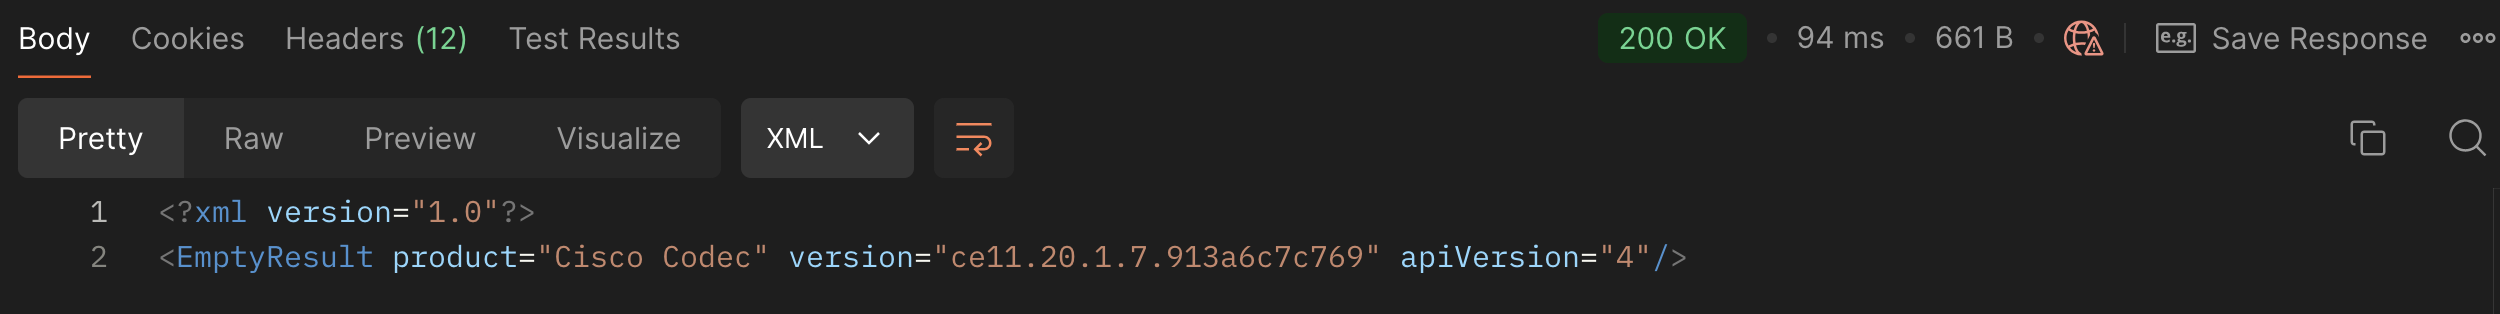 Body Cookies Headers (12) Test Results 200 OK 94 ms 661 B e.g. Save Response
Pretty Raw Preview Visualize XML
1 <?xml version="1.0"?>
2 <EmptyResult product="Cisco Codec" version="ce11.20.1.7.913a6c7c769" apiVersion="4"/>